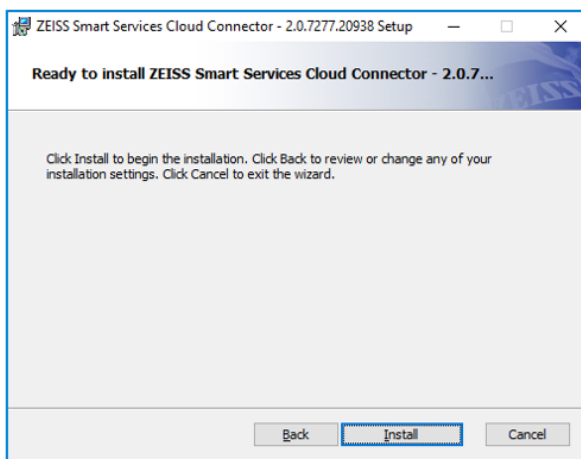 ZEISS Smart Services Cloud Connector - 2.0.7277.20938 Setup
Ready to install ZEISS Smart Services Cloud Connector - 2.0.7...
ZEISS
Click Install to begin the installation. Click Back to review or change any of your
installation settings. Click Cancel to exit the wizard.
Back Install Cancel